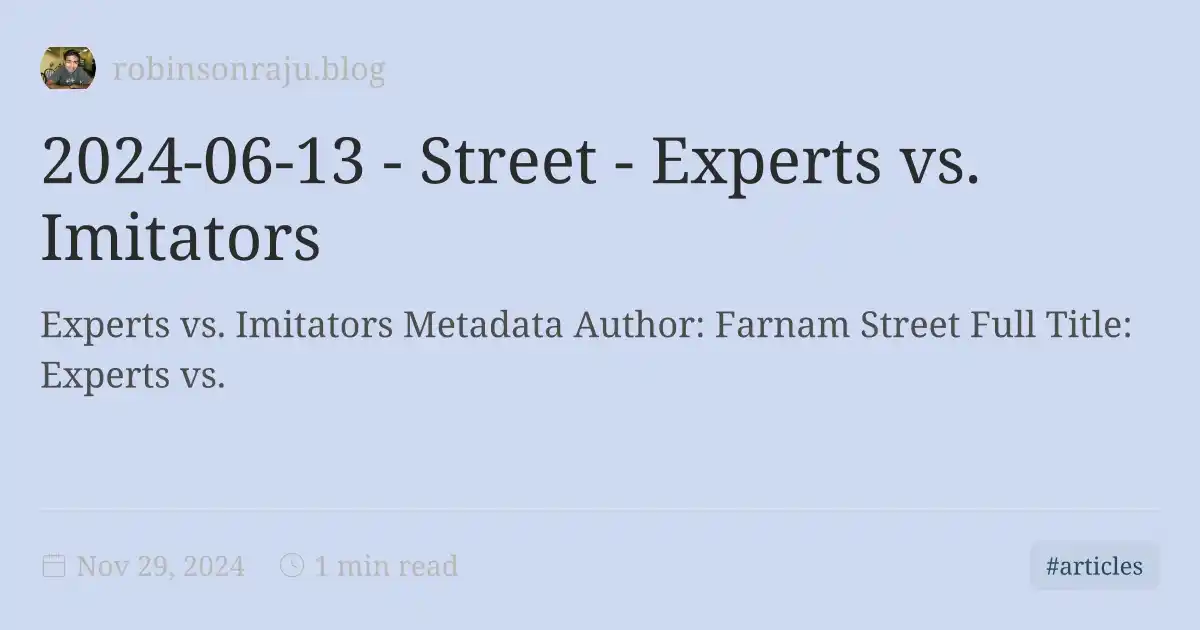 robinsonraju.blog
2024-06-13 - Street - Experts vs.
Imitators
Experts vs. Imitators Metadata Author: Farnam Street Full Title:
Experts vs.
Nov 29, 2024
1 min read
#articles